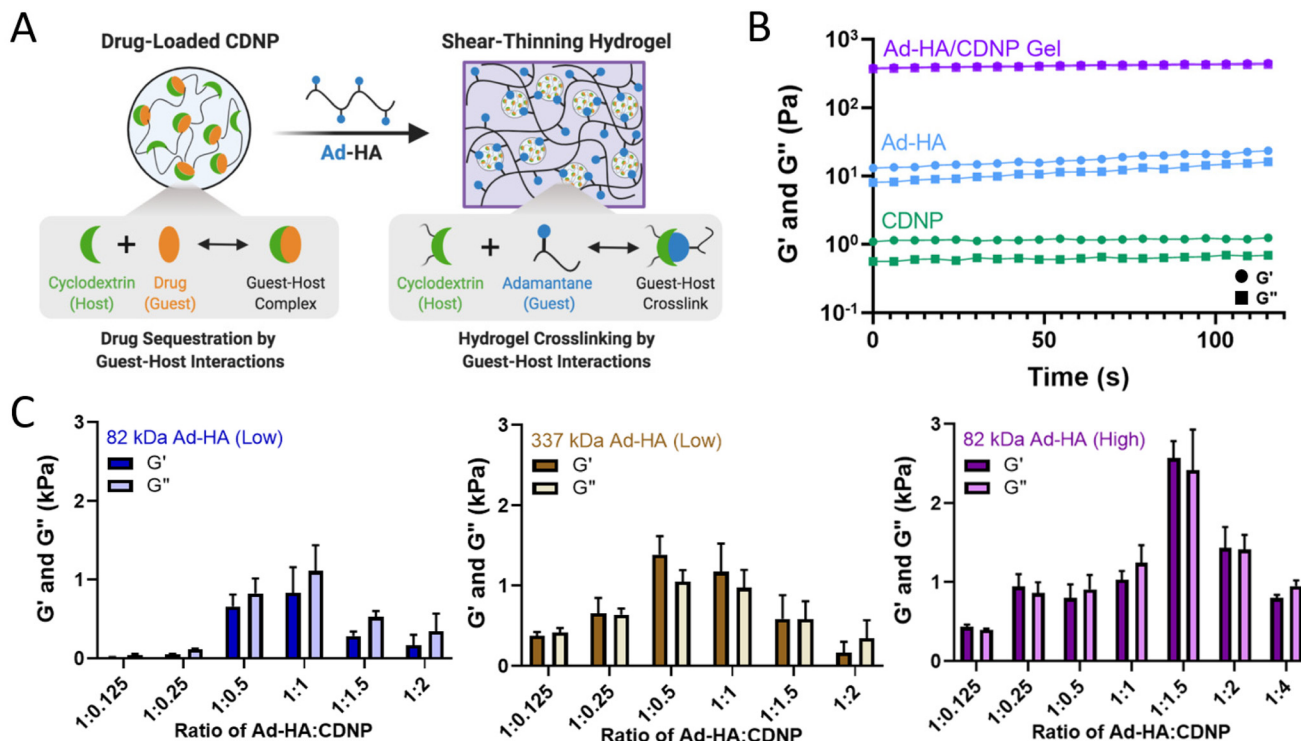 A
Drug-Loaded CDNP
Shear-Thinning Hydrogel
Ad-HA
Cyclodextrin
(Host)
+
Drug
(Guest)
Guest-Host
Complex
Cyclodextrin
(Host)
+
Adamantane
(Guest)
Guest-Host
Crosslink
Drug Sequestration by
Guest-Host Interactions
Hydrogel Crosslinking by
Guest-Host Interactions
B
G' and G" (Pa)
10³
10²
10¹
10⁰
10⁻¹
Ad-HA/CDNP Gel
Ad-HA
CDNP
G'
G"
0
50
100
Time (s)
C
G' and G" (kPa)
3
2
1
0
82 kDa Ad-HA (Low)
G'
G"
1:0.125
1:0.25
1:0.5
1:1
1:1.5
1:2
Ratio of Ad-HA:CDNP
G' and G" (kPa)
3
2
1
0
337 kDa Ad-HA (Low)
G'
G"
1:0.125
1:0.25
1:0.5
1:1
1:1.5
1:2
Ratio of Ad-HA:CDNP
G' and G" (kPa)
3
2
1
0
82 kDa Ad-HA (High)
G'
G"
1:0.125
1:0.25
1:0.5
1:1
1:1.5
1:2
1:4
Ratio of Ad-HA:CDNP